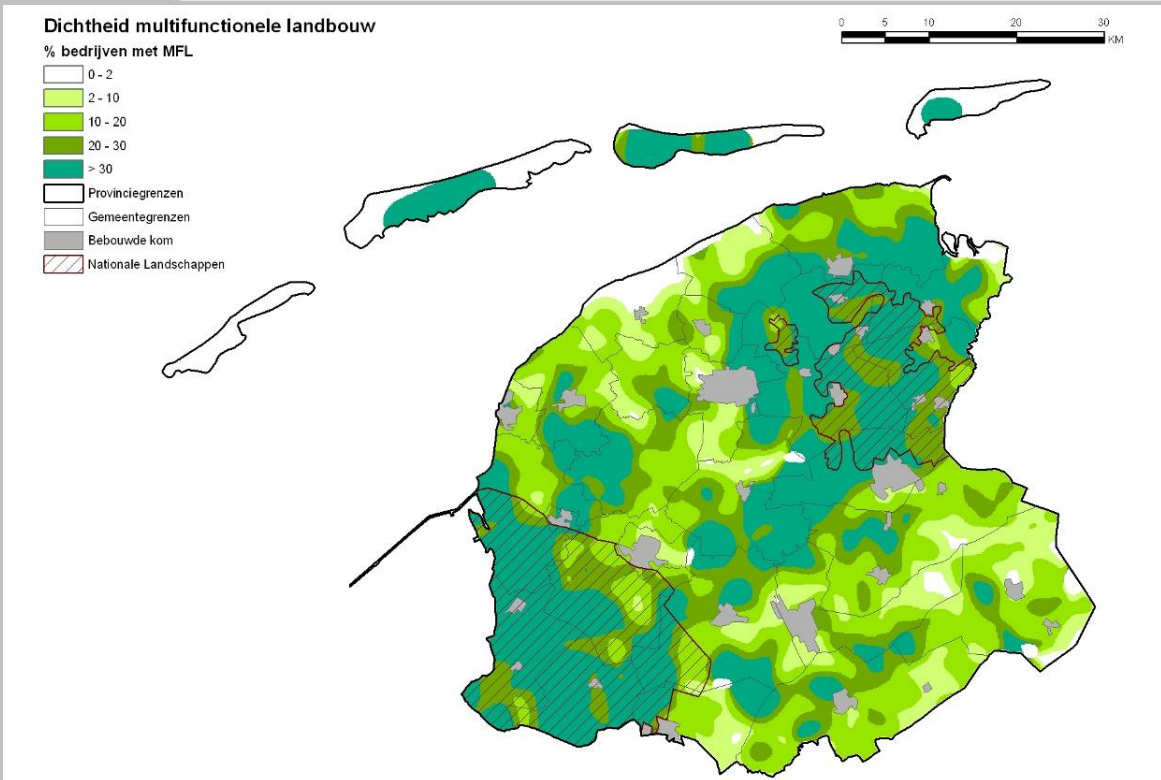 Dichtheid multifunctionele landbouw
% bedrijven met MFL
0 - 2
2 - 10
10 - 20
20 - 30
> 30
Provinciegrenzen
Gemeentegrenzen
Bebouwde kom
Nationale Landschappen
0 5 10 20 30
KM